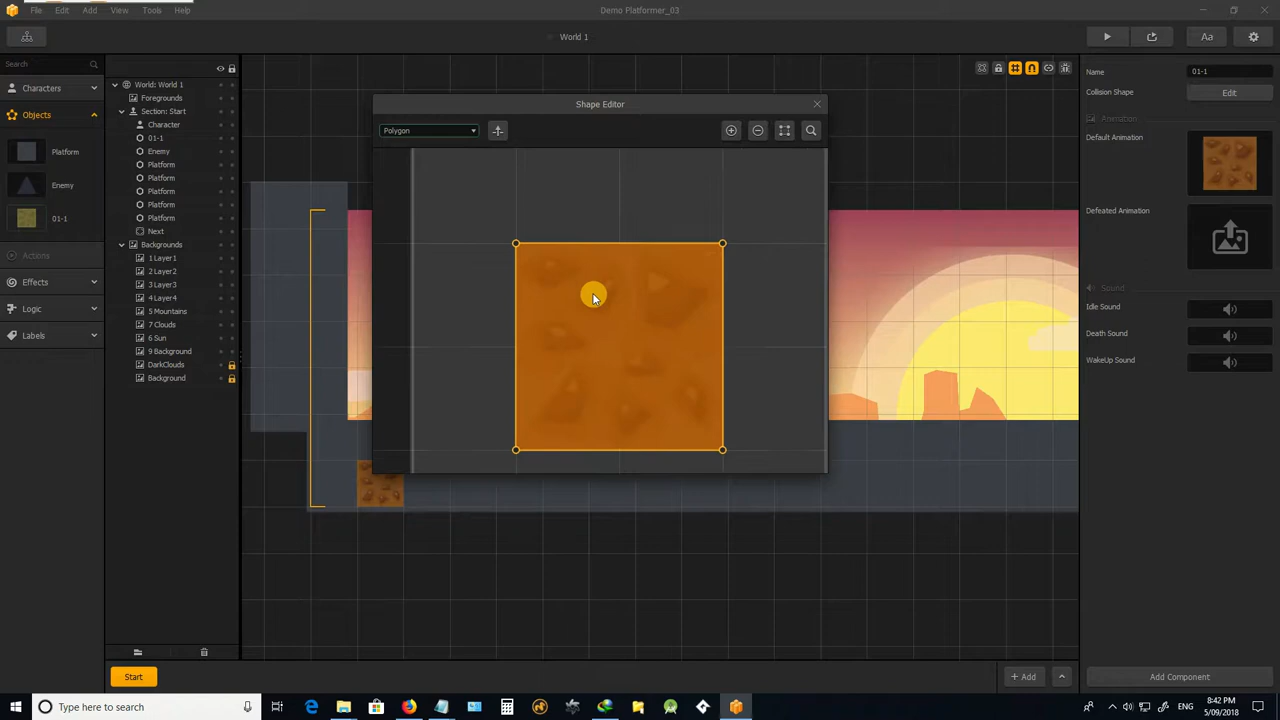 File Edit Add View Tools Help
Demo Platformer_03
World 1
Aa
Search
Characters
Objects
Platform
Enemy
01-1
Actions
Effects
Logic
Labels
World: World 1
Foregrounds
Section: Start
Character
01-1
Enemy
Platform
Platform
Platform
Platform
Platform
Next
Backgrounds
1 Layer1
2 Layer2
3 Layer3
4 Layer4
5 Mountains
7 Clouds
6 Sun
9 Background
DarkClouds
Background
Shape Editor
Polygon
Name 01-1
Collision Shape Edit
Animation
Default Animation
Defeated Animation
Sound
Idle Sound
Death Sound
WakeUp Sound
Start
Add
Add Component
Type here to search
ENG
8:42 PM
5/09/2018